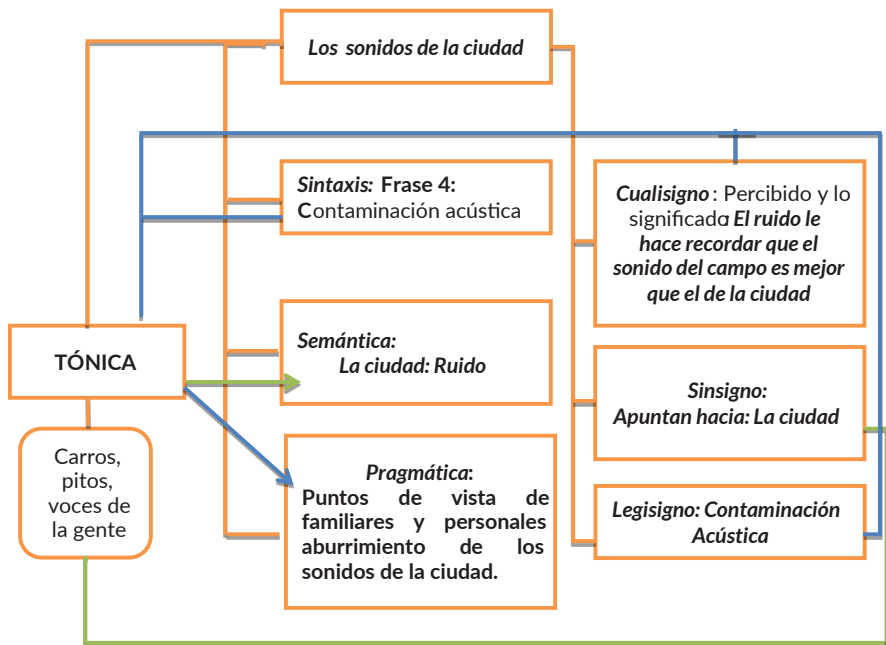 Los sonidos de la ciudad
Sintaxis: Frase 4:
Contaminación acústica
Cualisigno : Percibido y lo
significado: El ruido le
hace recordar que el
sonido del campo es mejor
que el de la ciudad
TÓNICA
Semántica:
La ciudad: Ruido
Sinsigno:
Apuntan hacia: La ciudad
Carros,
pitos,
voces de
la gente
Pragmática:
Puntos de vista de
familiares y personales
aburrimiento de los
sonidos de la ciudad.
Legisigno: Contaminación
Acústica